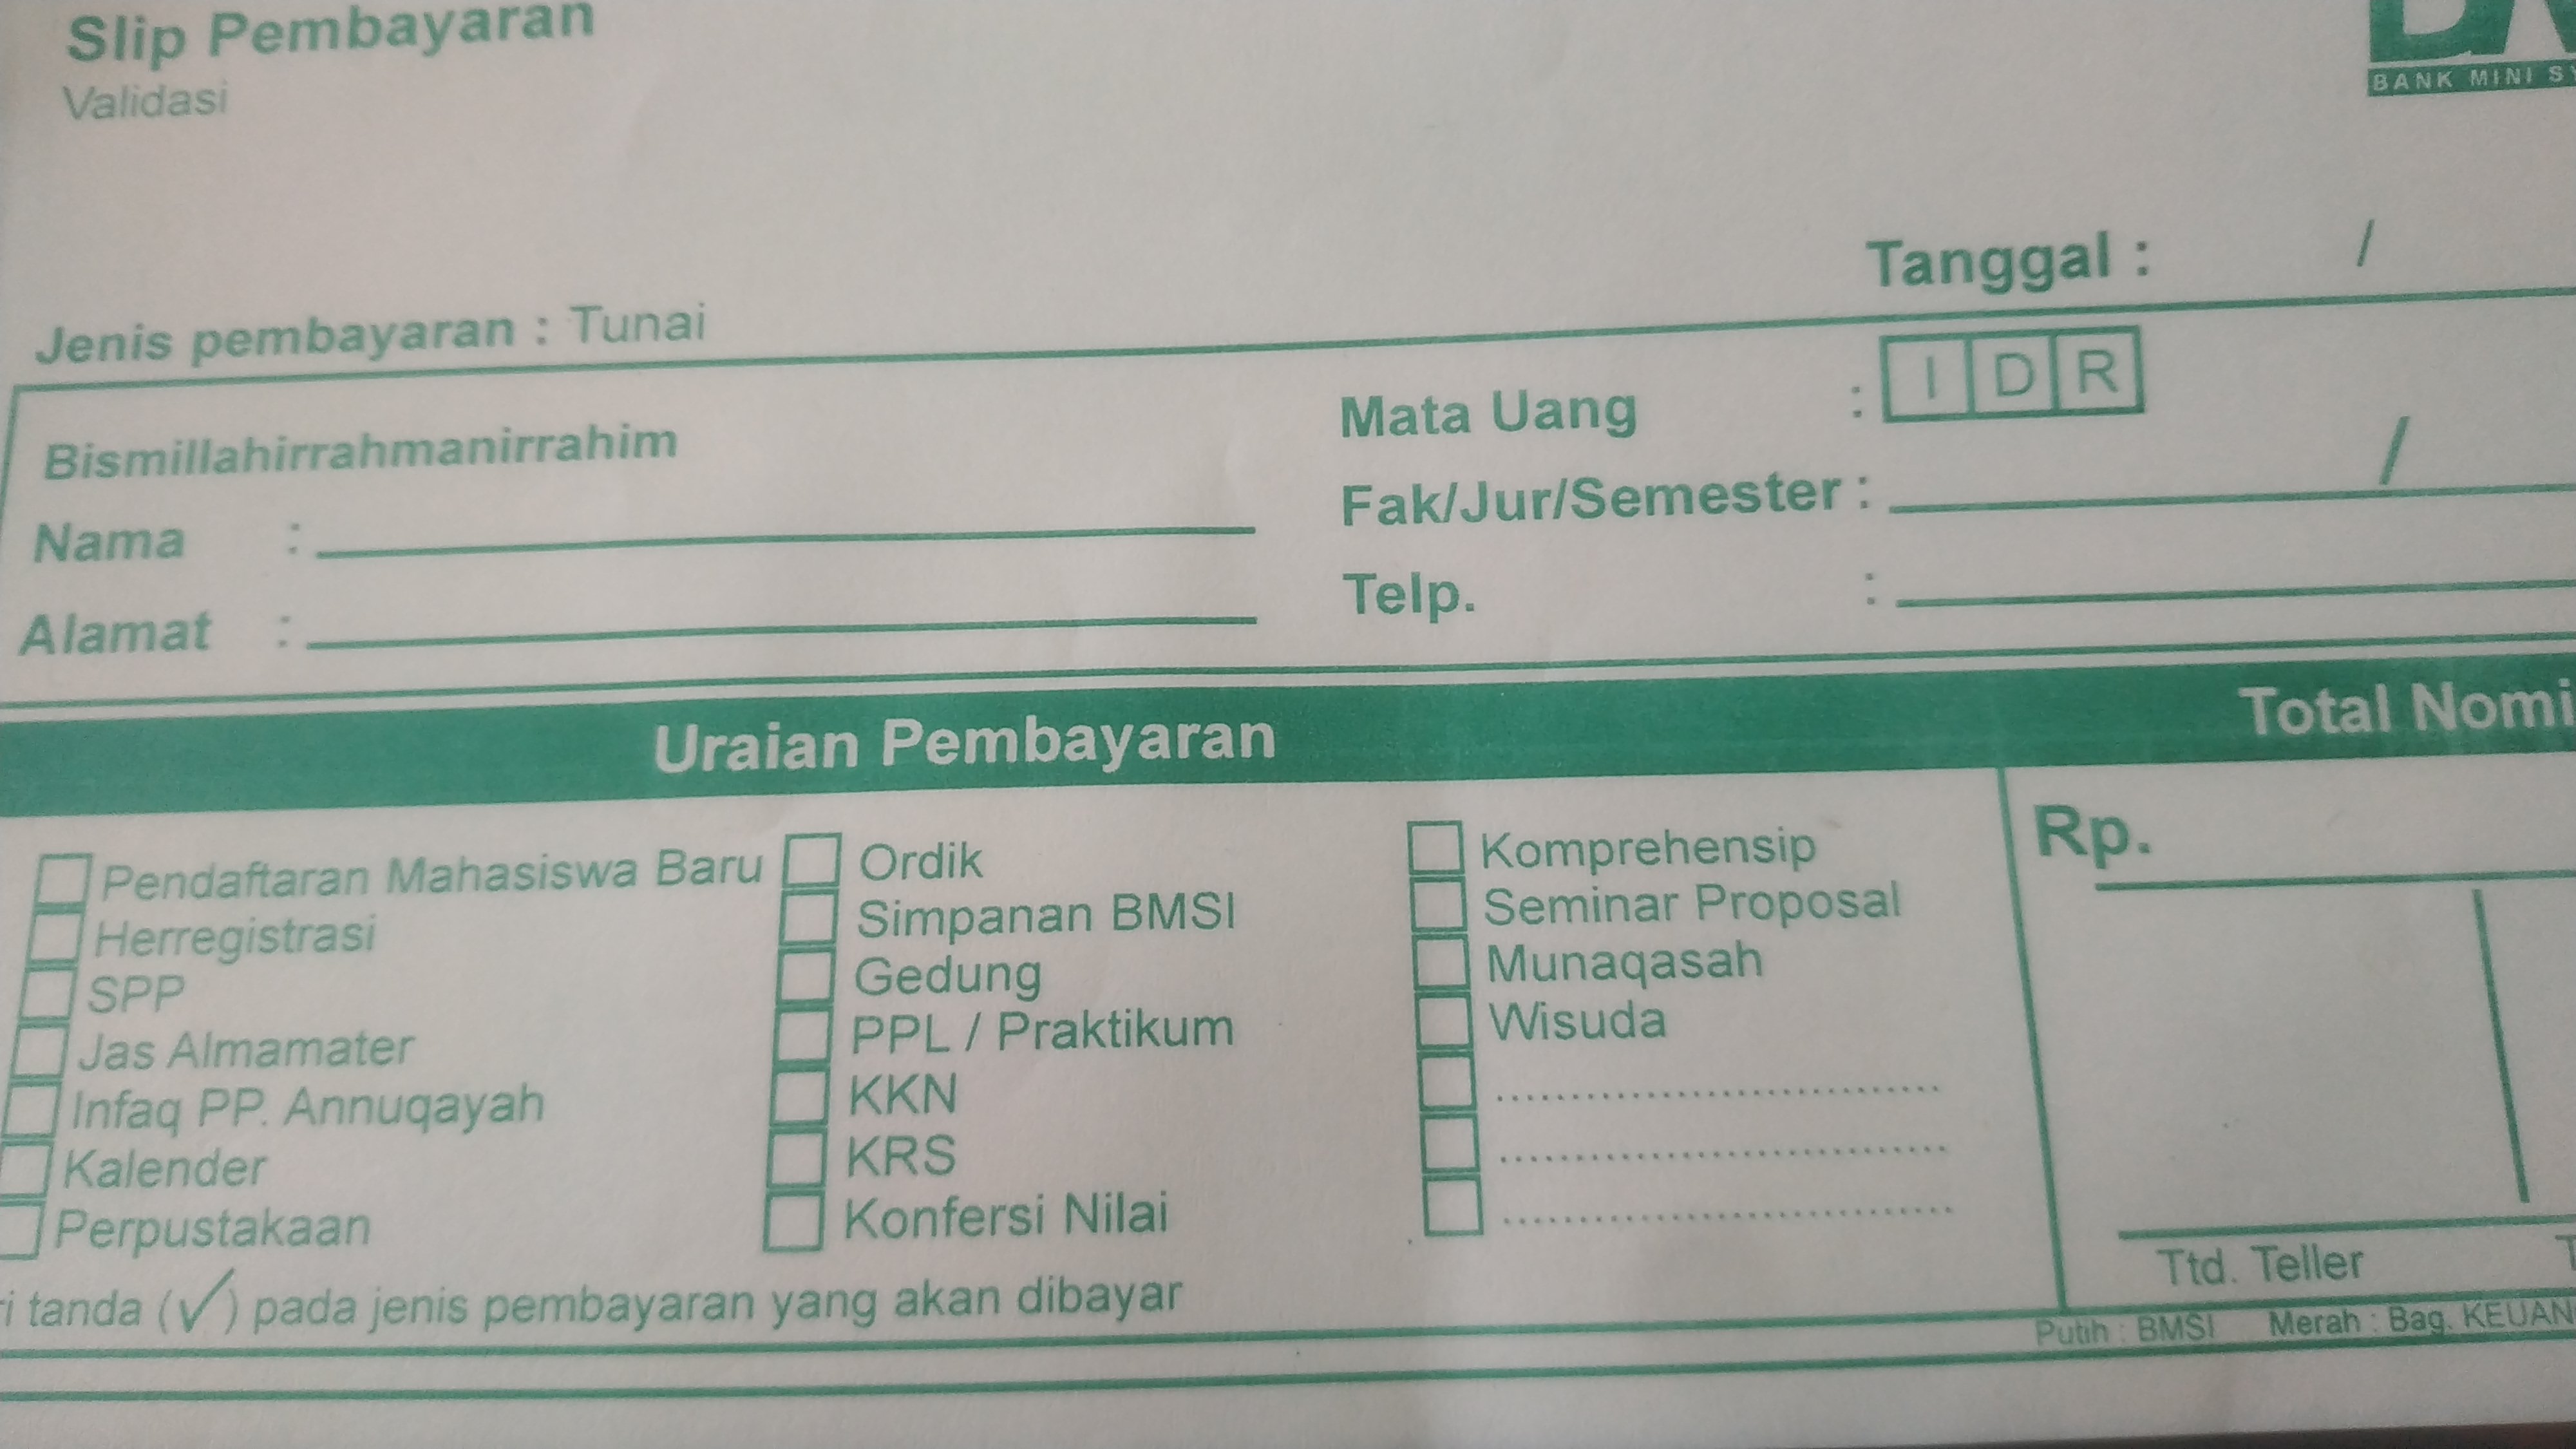 Slip Pembayaran
Validasi
BANK MINI
Tanggal : /
Jenis pembayaran : Tunai
Bismillahirrahmanirrahim
Mata Uang : I D R
Nama :
Fak/Jur/Semester : /
Alamat :
Telp. :
Uraian Pembayaran
Total Nomi
Pendaftaran Mahasiswa Baru
Ordik
Komprehensip
Rp.
Herregistrasi
Simpanan BMSI
Seminar Proposal
SPP
Gedung
Munaqasah
Jas Almamater
PPL / Praktikum
Wisuda
Infaq PP. Annuqayah
KKN
Kalender
KRS
Perpustakaan
Konfersi Nilai
Ttd. Teller
i tanda (√) pada jenis pembayaran yang akan dibayar
Putih : BMSI Merah : Bag. KEUAN